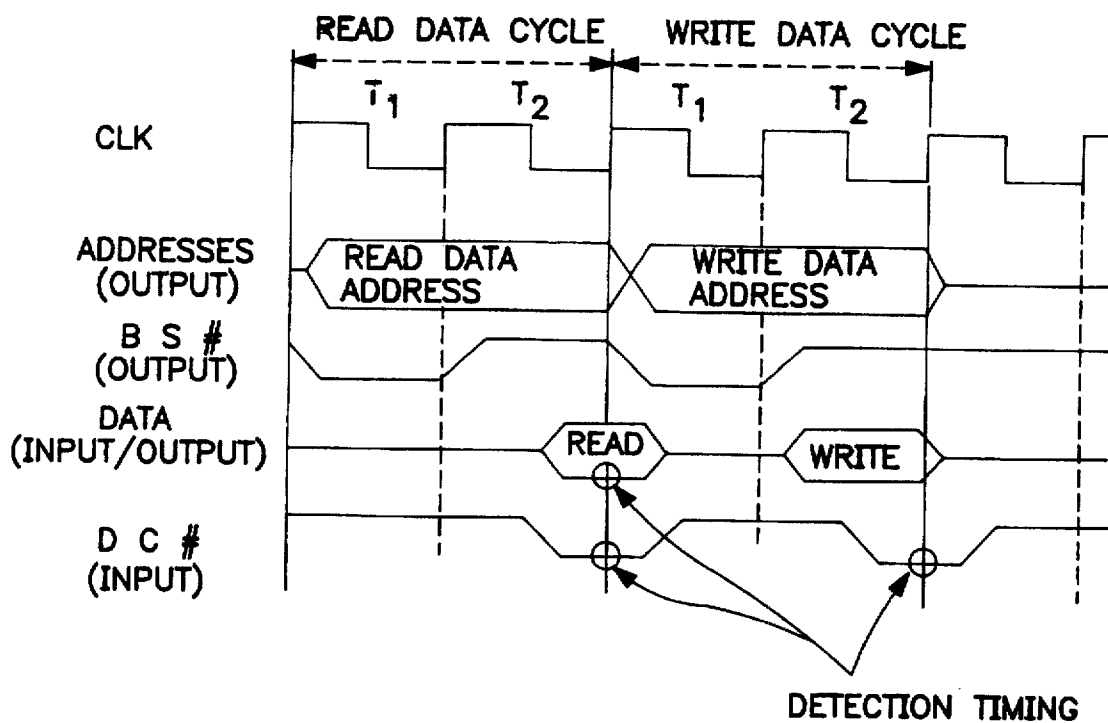 READ DATA CYCLE WRITE DATA CYCLE
T1 T2 T1 T2
CLK
ADDRESSES
(OUTPUT)
READ DATA
ADDRESS
WRITE DATA
ADDRESS
B S #
(OUTPUT)
DATA
(INPUT/OUTPUT)
READ
WRITE
D C #
(INPUT)
DETECTION TIMING